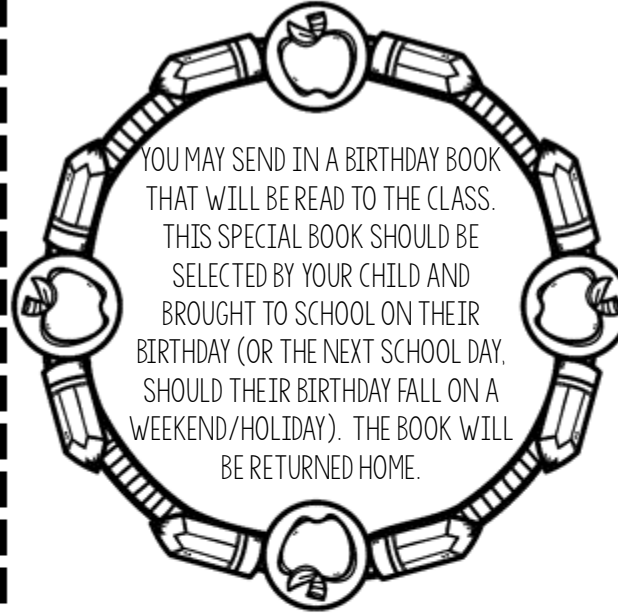 YOU MAY SEND IN A BIRTHDAY BOOK
THAT WILL BE READ TO THE CLASS.
THIS SPECIAL BOOK SHOULD BE
SELECTED BY YOUR CHILD AND
BROUGHT TO SCHOOL ON THEIR
BIRTHDAY (OR THE NEXT SCHOOL DAY,
SHOULD THEIR BIRTHDAY FALL ON A
WEEKEND/HOLIDAY). THE BOOK WILL
BE RETURNED HOME.